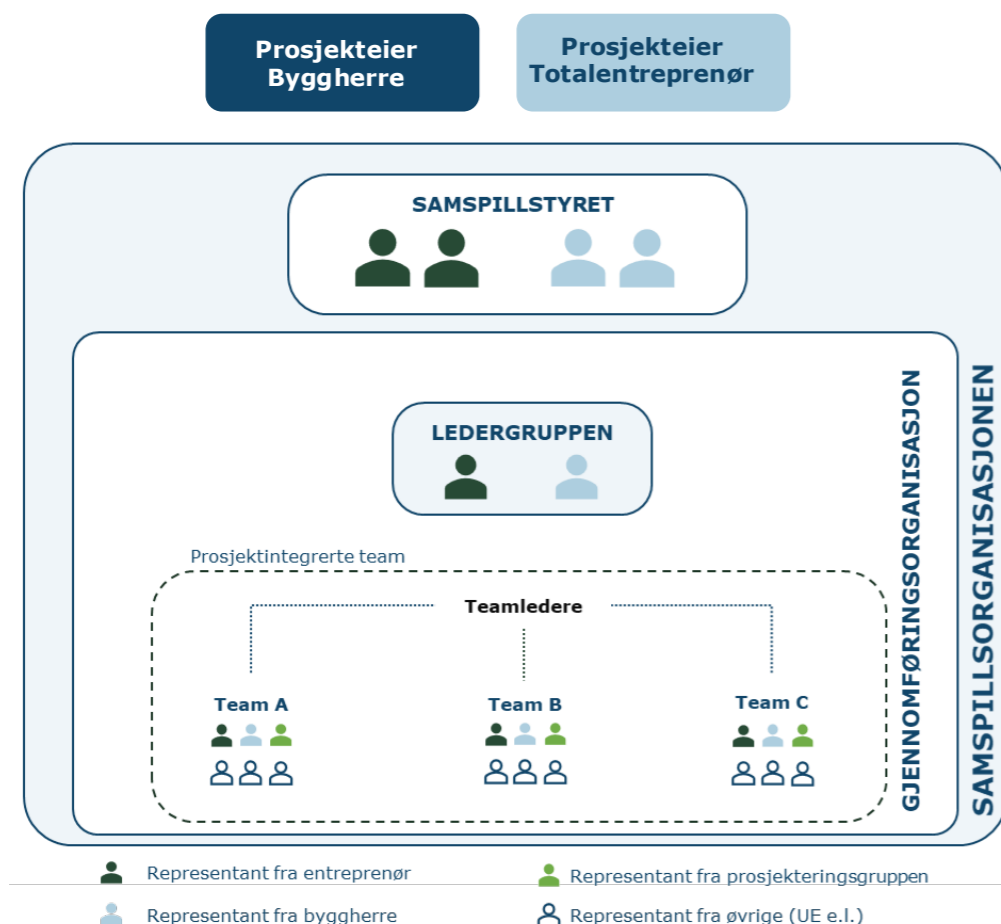 Prosjekteier
Byggherre
Prosjekteier
Totalentreprenør
SAMSPILLSTYRET
LEDERGRUPPEN
Prosjektintegrerte team
Teamledere
Team A
Team B
Team C
GJENNOMFØRINGSORGANISASJON
SAMSPILLSORGANISASJONEN
Representant fra entreprenør
Representant fra prosjekteringsgruppen
Representant fra byggherre
Representant fra øvrige (UE e.l.)